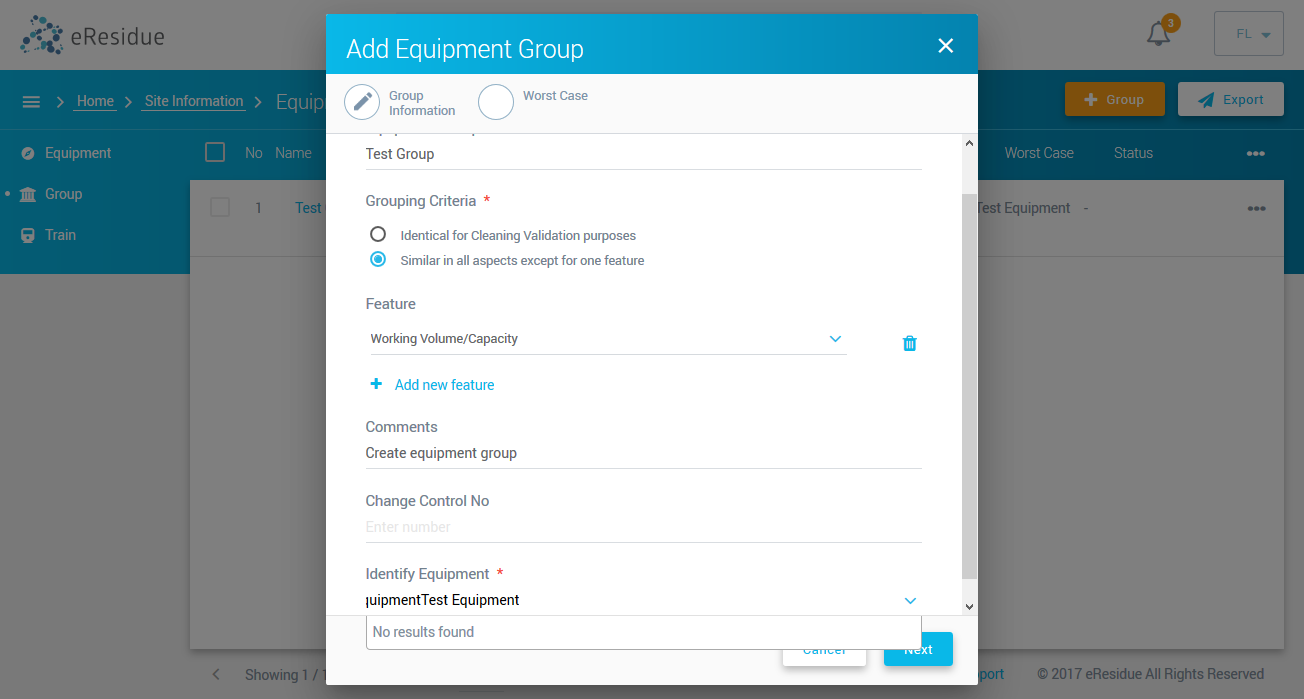 eResidue
3
FL
Add Equipment Group
Home
Site Information
Equip
Group
Export
Group Information
Worst Case
Equipment
Group
Train
No
Name
Worst Case
Status
1
Test
Test Equipment
-
Test Group
Grouping Criteria *
Identical for Cleaning Validation purposes
Similar in all aspects except for one feature
Feature
Working Volume/Capacity
Add new feature
Comments
Create equipment group
Change Control No
Enter number
Identify Equipment *
quipmentTest Equipment
No results found
Cancel
Next
Showing 1 / 1
port
© 2017 eResidue All Rights Reserved